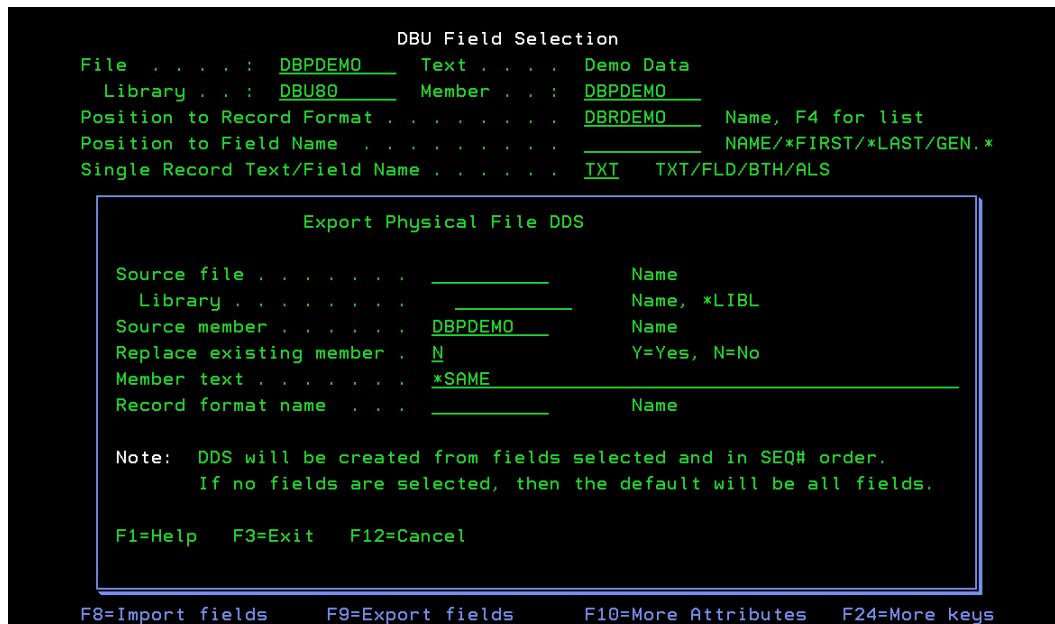 DBU Field Selection
File . . . . : DBPDEMO Text . . . . Demo Data
Library . . : DBU80 Member . . : DBPDEMO
Position to Record Format . . . . . . . . DBRDEMO Name, F4 for list
Position to Field Name . . . . . . . . . NAME/*FIRST/*LAST/GEN.*
Single Record Text/Field Name . . . . . . TXT TXT/FLD/BTH/ALS
Export Physical File DDS
Source file . . . . . . . Name
Library . . . . . . . . Name, *LIBL
Source member . . . . . . DBPDEMO Name
Replace existing member . N Y=Yes, N=No
Member text . . . . . . . *SAME
Record format name . . . Name
Note: DDS will be created from fields selected and in SEQ# order.
If no fields are selected, then the default will be all fields.
F1=Help F3=Exit F12=Cancel
F8=Import fields F9=Export fields F10=More Attributes F24=More keys